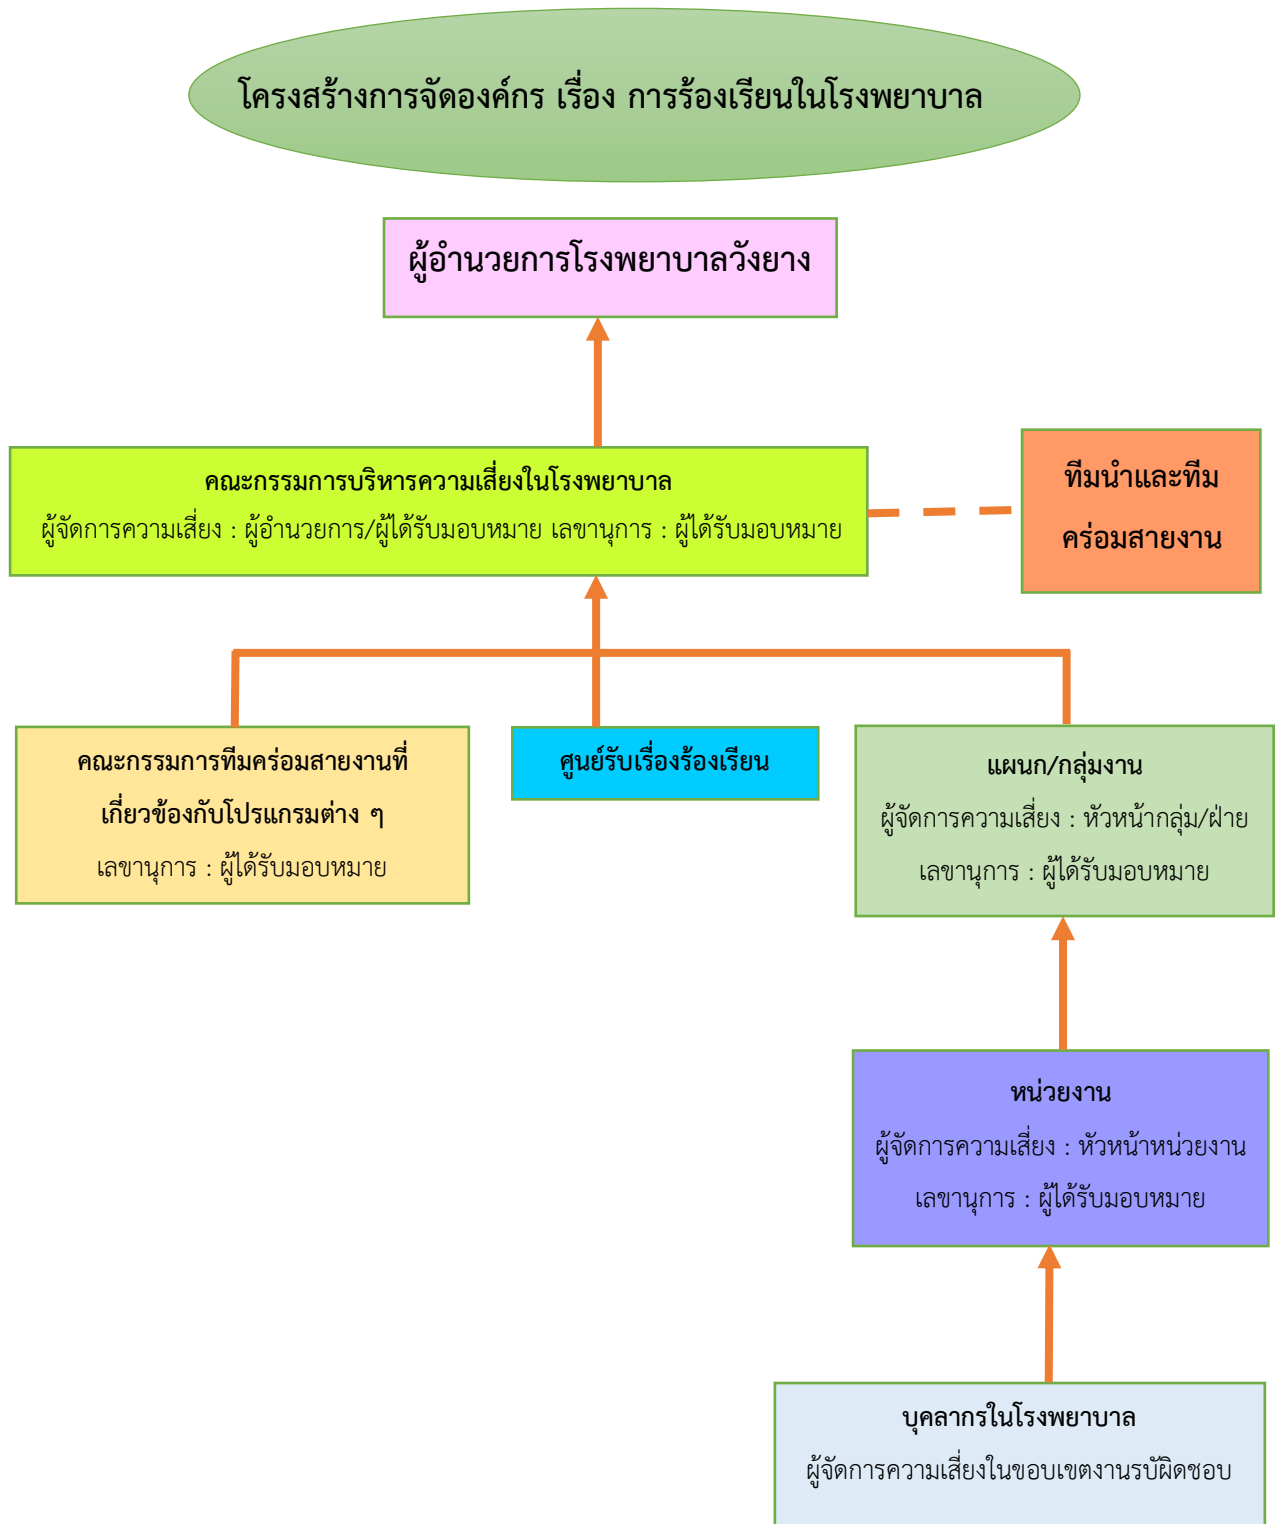 โครงสร้างการจัดองค์กร เรื่อง การร้องเรียนในโรงพยาบาล
ผู้อำนวยการโรงพยาบาลวังยาง
คณะกรรมการบริหารความเสี่ยงในโรงพยาบาล
ผู้จัดการความเสี่ยง : ผู้อำนวยการ/ผู้ได้รับมอบหมาย เลขานุการ : ผู้ได้รับมอบหมาย
ทีมนำและทีม
คร่อมสายงาน
คณะกรรมการทีมคร่อมสายงานที่
เกี่ยวข้องกับโปรแกรมต่าง ๆ
เลขานุการ : ผู้ได้รับมอบหมาย
ศูนย์รับเรื่องร้องเรียน
แผนก/กลุ่มงาน
ผู้จัดการความเสี่ยง : หัวหน้ากลุ่ม/ฝ่าย
เลขานุการ : ผู้ได้รับมอบหมาย
หน่วยงาน
ผู้จัดการความเสี่ยง : หัวหน้าหน่วยงาน
เลขานุการ : ผู้ได้รับมอบหมาย
บุคลากรในโรงพยาบาล
ผู้จัดการความเสี่ยงในขอบเขตงานรบัผิดชอบ